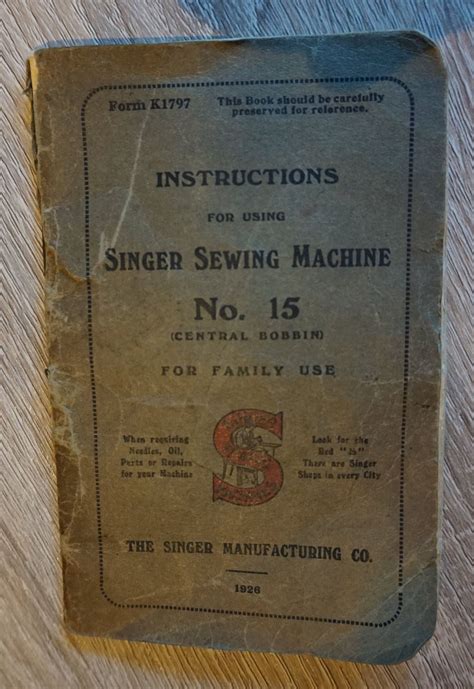 Form K1797
This Book should be carefully
preserved for reference.
INSTRUCTIONS
FOR USING
SINGER SEWING MACHINE
No. 15
(CENTRAL BOBBIN)
FOR FAMILY USE
When requiring
Needles, Oil,
Parts or Repairs
for your Machine
S
Look for the
Red "S"
There are Singer
Shops in every City
THE SINGER MANUFACTURING CO.
1926